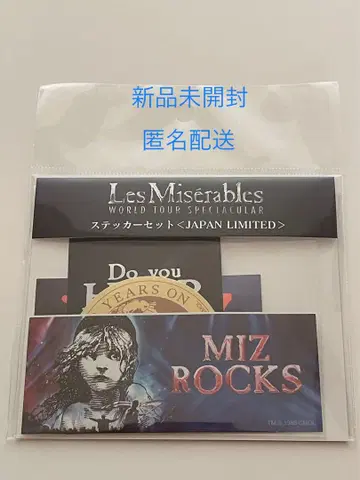 新品未開封
匿名配送
Les Misérables
WORLD TOUR SPECTACULAR
ステッカーセット<JAPAN LIMITED>
Do you
YEARS ON
MIZ
ROCKS